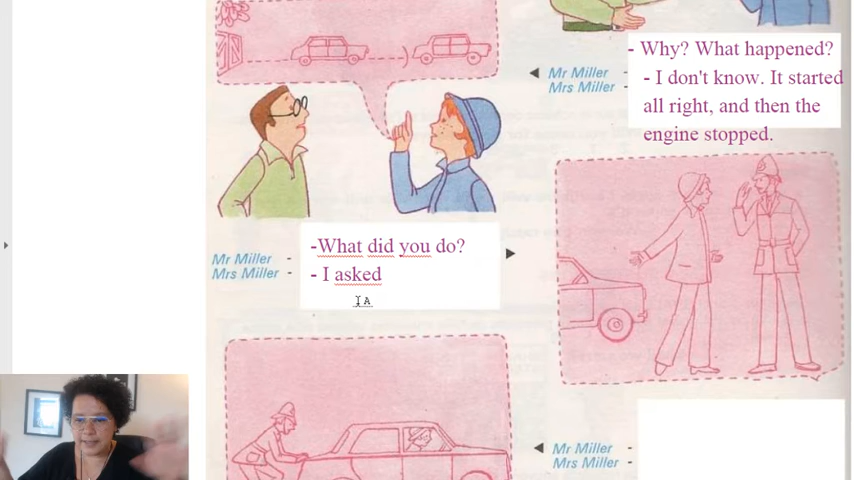 Mr Miller -
Mrs Miller -
- Why? What happened?
- I don't know. It started
all right, and then the
engine stopped.
Mr Miller -
Mrs Miller -
-What did you do?
- I asked
Mr Miller -
Mrs Miller -